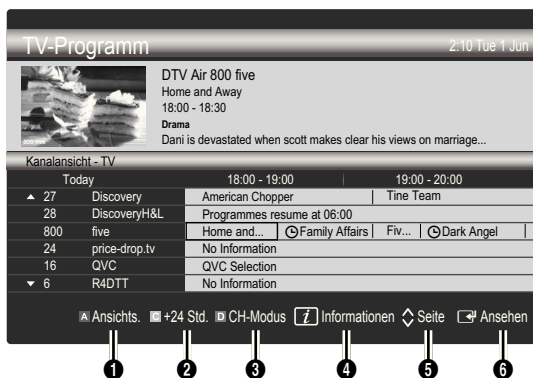 TV-Programm 2:10 Tue 1 Jun
DTV Air 800 five
Home and Away
18:00 - 18:30
Drama
Dani is devastated when scott makes clear his views on marriage...
800 five
Kanalansicht - TV
Today 18:00 - 19:00 19:00 - 20:00
▲ 27 Discovery American Chopper Tine Team
28 DiscoveryH&L Programmes resume at 06:00
800 five Home and... Family Affairs Fiv... Dark Angel
24 price-drop.tv No Information
16 QVC QVC Selection
▼ 6 R4DTT No Information
A Ansichts. C +24 Std. D CH-Modus i Informationen Seite Ansehen
1 2 3 4 5 6